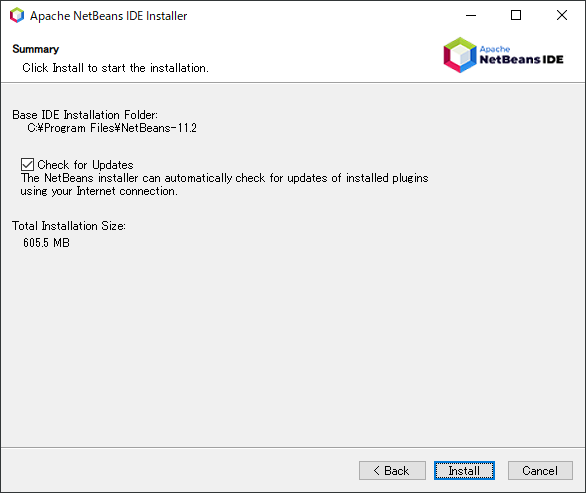 Apache NetBeans IDE Installer
Summary
Click Install to start the installation.
Apache
NetBeans IDE
Base IDE Installation Folder:
C:¥Program Files¥NetBeans-11.2
Check for Updates
The NetBeans installer can automatically check for updates of installed plugins
using your Internet connection.
Total Installation Size:
605.5 MB
< Back
Install
Cancel